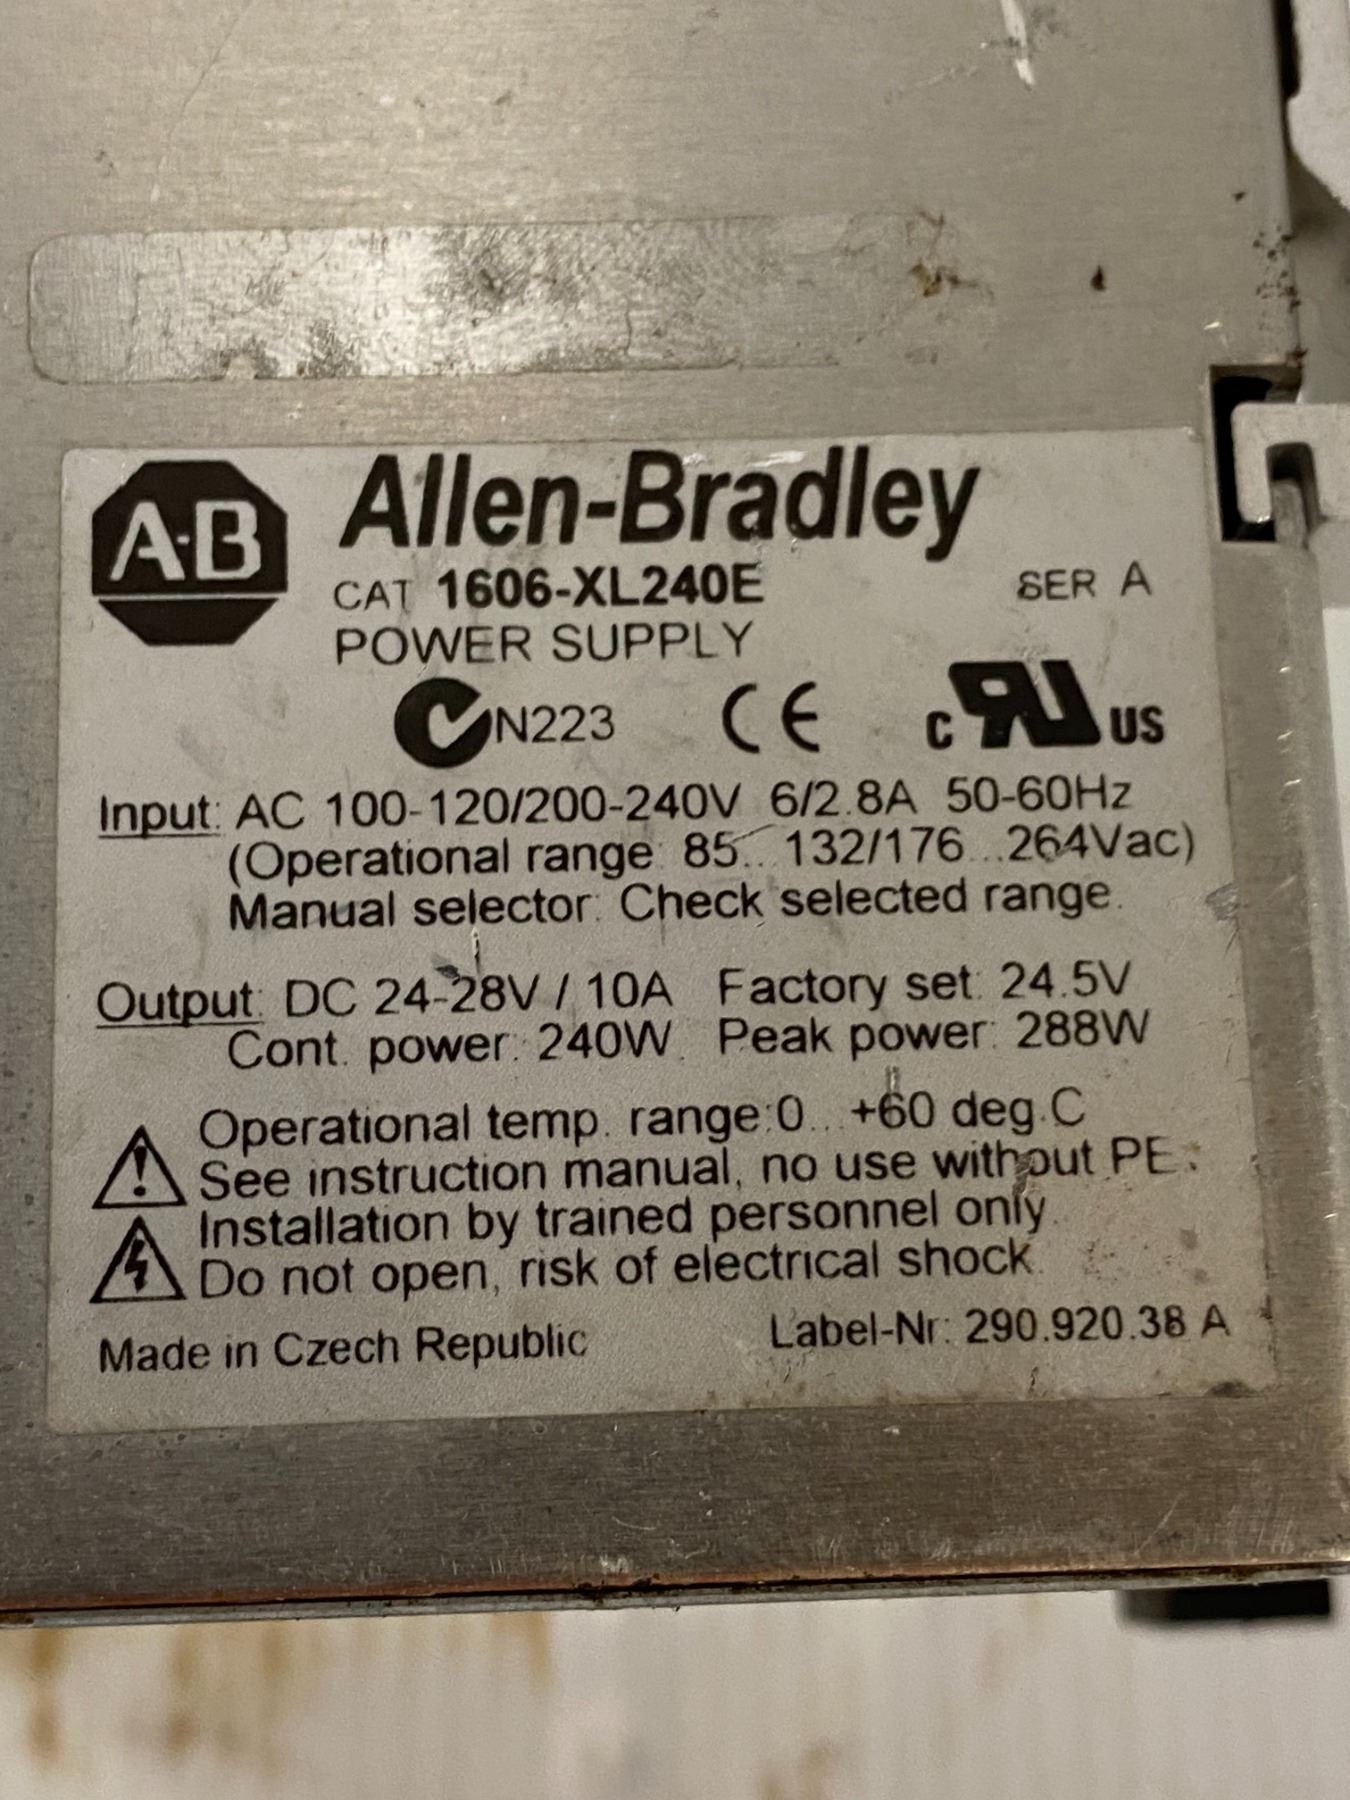 A-B Allen-Bradley
CAT 1606-XL240E SER A
POWER SUPPLY
N223 CE c RU US
Input: AC 100-120/200-240V 6/2.8A 50-60Hz
(Operational range: 85...132/176...264Vac)
Manual selector: Check selected range.
Output: DC 24-28V / 10A Factory set: 24.5V
Cont. power: 240W. Peak power: 288W
Operational temp. range:0...+60 deg.C
See instruction manual, no use without PE.
Installation by trained personnel only.
Do not open, risk of electrical shock.
Made in Czech Republic Label-Nr: 290.920.38 A